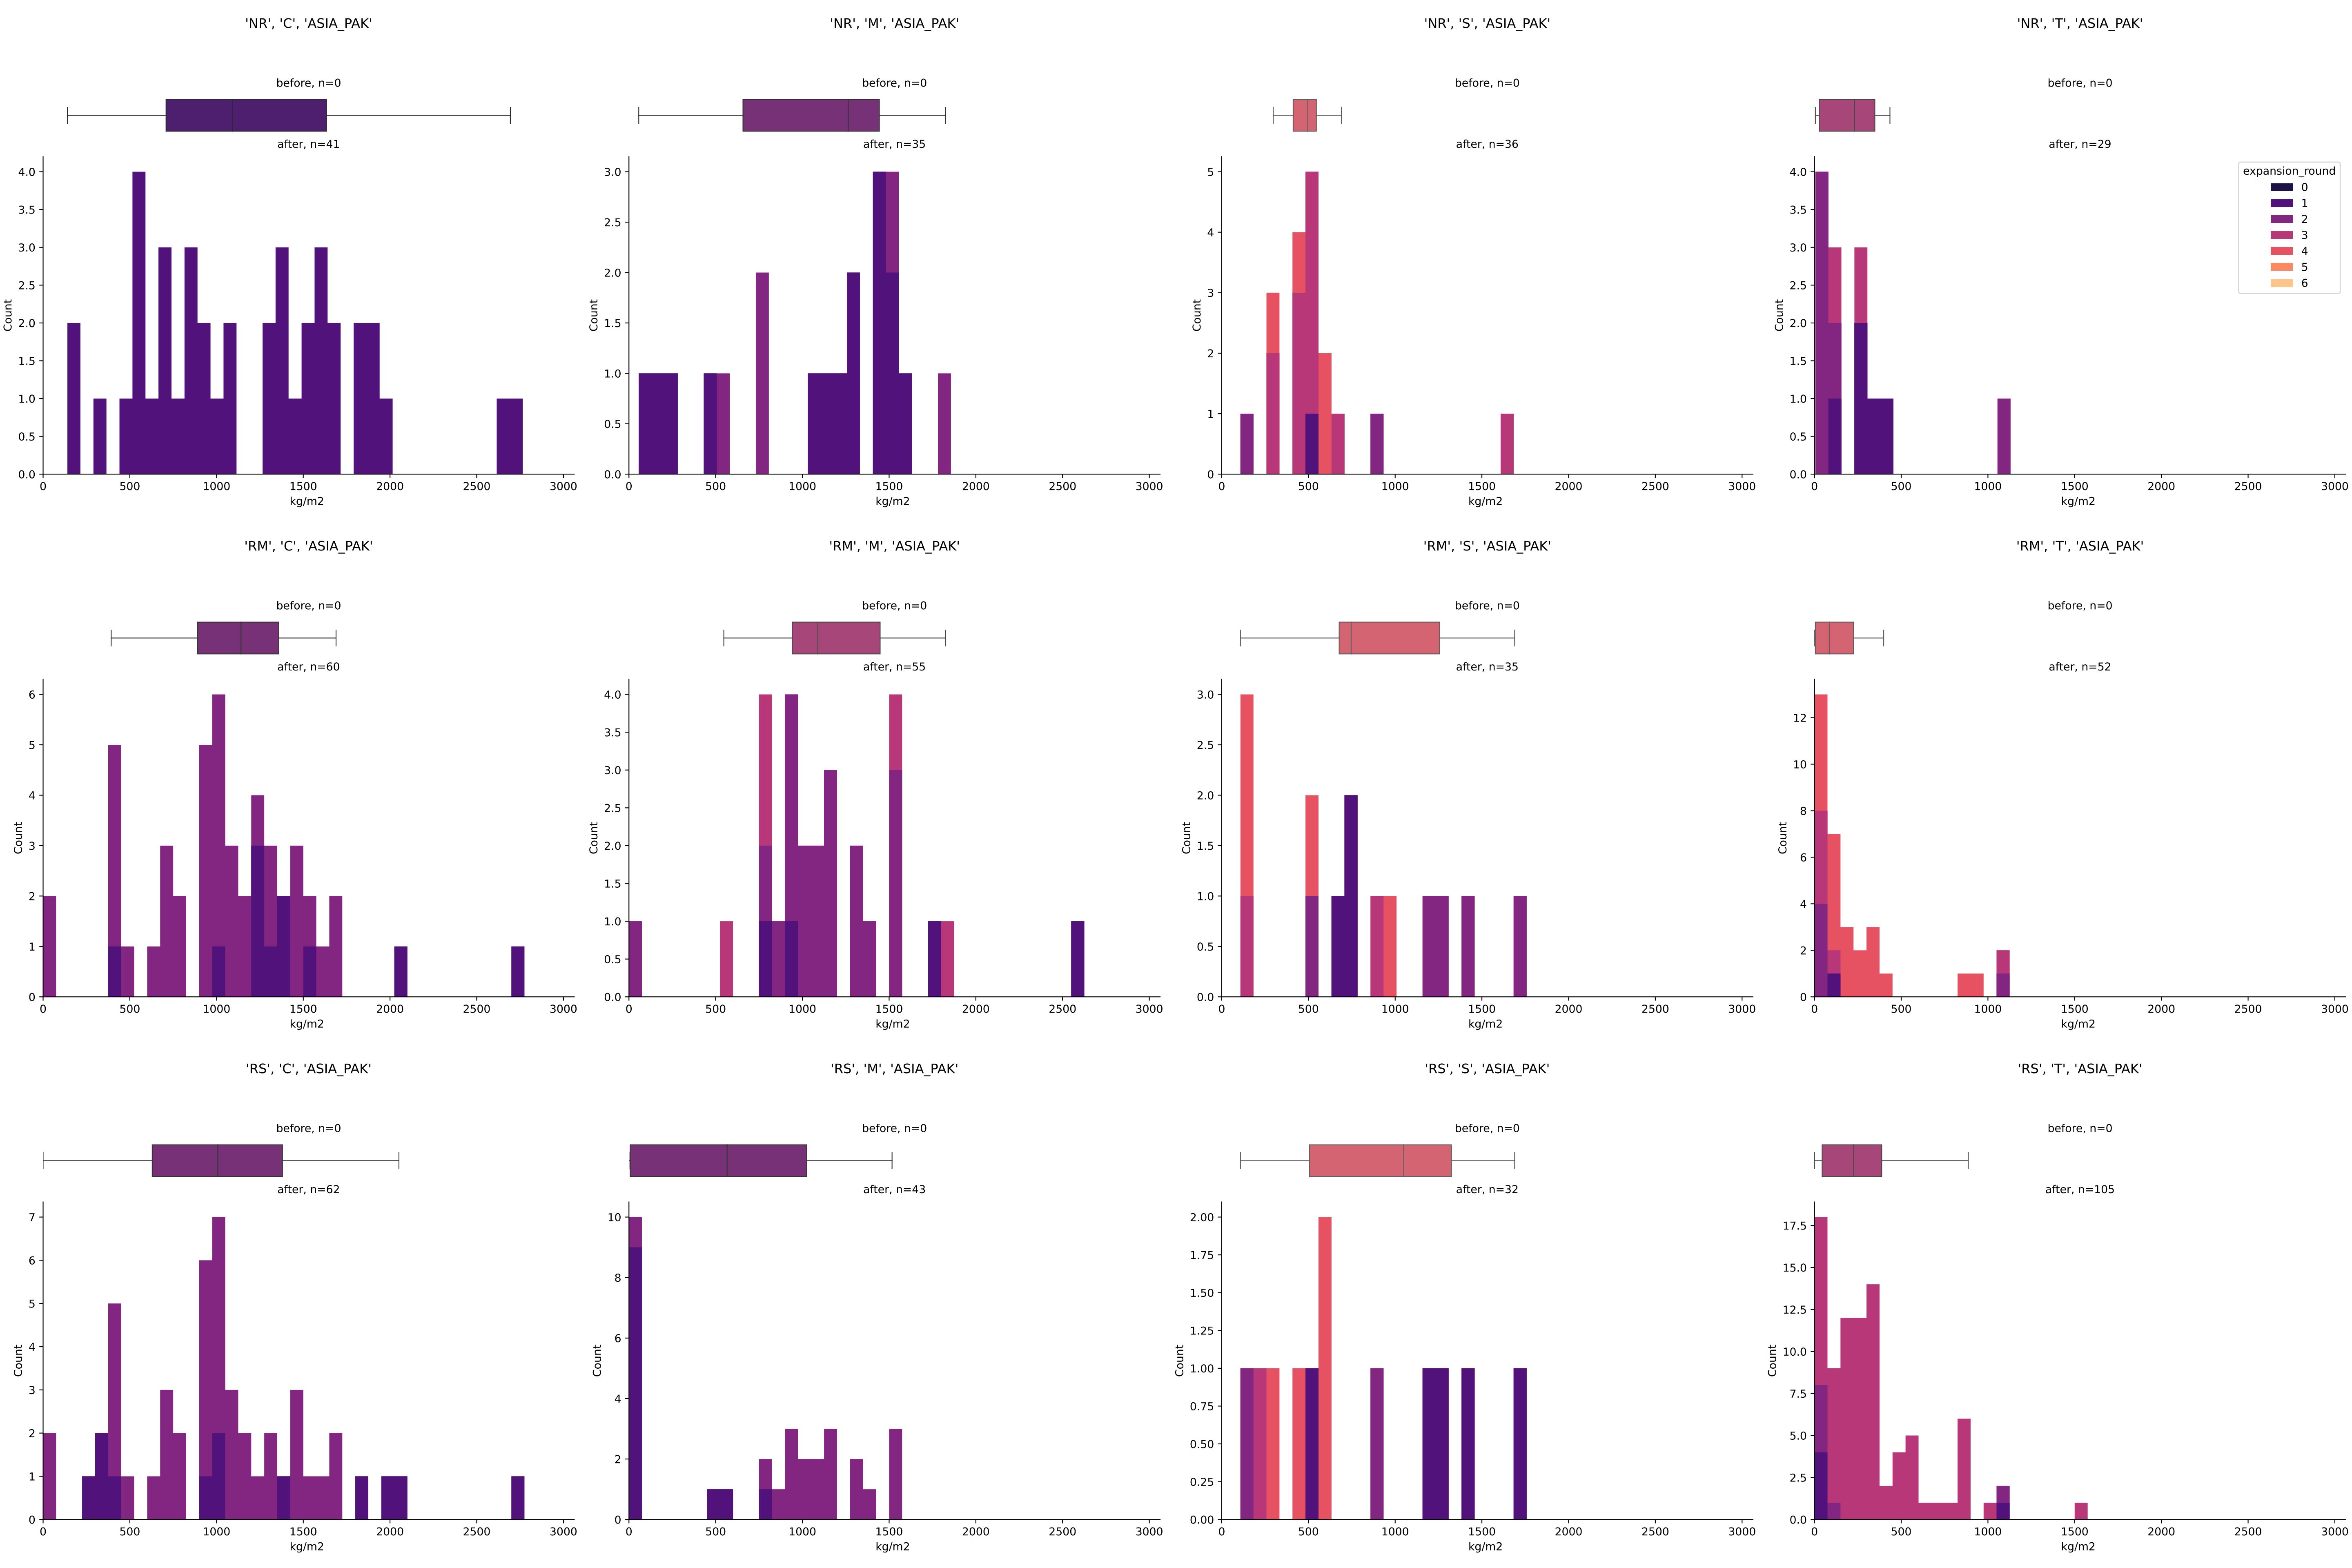 'NR', 'C', 'ASIA_PAK'
before, n=0
after, n=41
4.0
3.5
3.0
2.5
2.0
1.5
1.0
0.5
0.0
Count
0 500 1000 1500 2000 2500 3000
kg/m2
'NR', 'M', 'ASIA_PAK'
before, n=0
after, n=35
3.0
2.5
2.0
1.5
1.0
0.5
0.0
Count
0 500 1000 1500 2000 2500 3000
kg/m2
'NR', 'S', 'ASIA_PAK'
before, n=0
after, n=36
5
4
3
2
1
0
Count
0 500 1000 1500 2000 2500 3000
kg/m2
'NR', 'T', 'ASIA_PAK'
before, n=0
after, n=29
4.0
3.5
3.0
2.5
2.0
1.5
1.0
0.5
0.0
Count
0 500 1000 1500 2000 2500 3000
kg/m2
expansion_round
0
1
2
3
4
5
6
'RM', 'C', 'ASIA_PAK'
before, n=0
after, n=60
6
5
4
3
2
1
0
Count
0 500 1000 1500 2000 2500 3000
kg/m2
'RM', 'M', 'ASIA_PAK'
before, n=0
after, n=55
4.0
3.5
3.0
2.5
2.0
1.5
1.0
0.5
0.0
Count
0 500 1000 1500 2000 2500 3000
kg/m2
'RM', 'S', 'ASIA_PAK'
before, n=0
after, n=35
3.0
2.5
2.0
1.5
1.0
0.5
0.0
Count
0 500 1000 1500 2000 2500 3000
kg/m2
'RM', 'T', 'ASIA_PAK'
before, n=0
after, n=52
12
10
8
6
4
2
0
Count
0 500 1000 1500 2000 2500 3000
kg/m2
'RS', 'C', 'ASIA_PAK'
before, n=0
after, n=62
7
6
5
4
3
2
1
0
Count
0 500 1000 1500 2000 2500 3000
kg/m2
'RS', 'M', 'ASIA_PAK'
before, n=0
after, n=43
10
8
6
4
2
0
Count
0 500 1000 1500 2000 2500 3000
kg/m2
'RS', 'S', 'ASIA_PAK'
before, n=0
after, n=32
2.00
1.75
1.50
1.25
1.00
0.75
0.50
0.25
0.00
Count
0 500 1000 1500 2000 2500 3000
kg/m2
'RS', 'T', 'ASIA_PAK'
before, n=0
after, n=105
17.5
15.0
12.5
10.0
7.5
5.0
2.5
0.0
Count
0 500 1000 1500 2000 2500 3000
kg/m2